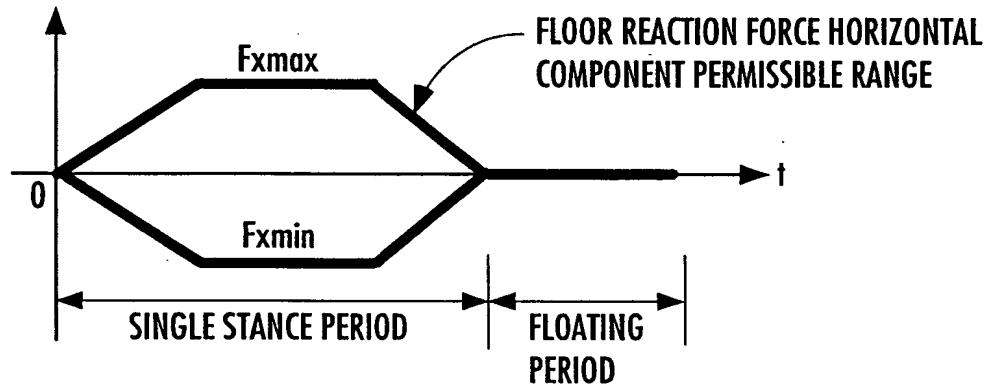 FLOOR REACTION FORCE HORIZONTAL
COMPONENT PERMISSIBLE RANGE
Fxmax
0
t
Fxmin
SINGLE STANCE PERIOD
FLOATING
PERIOD